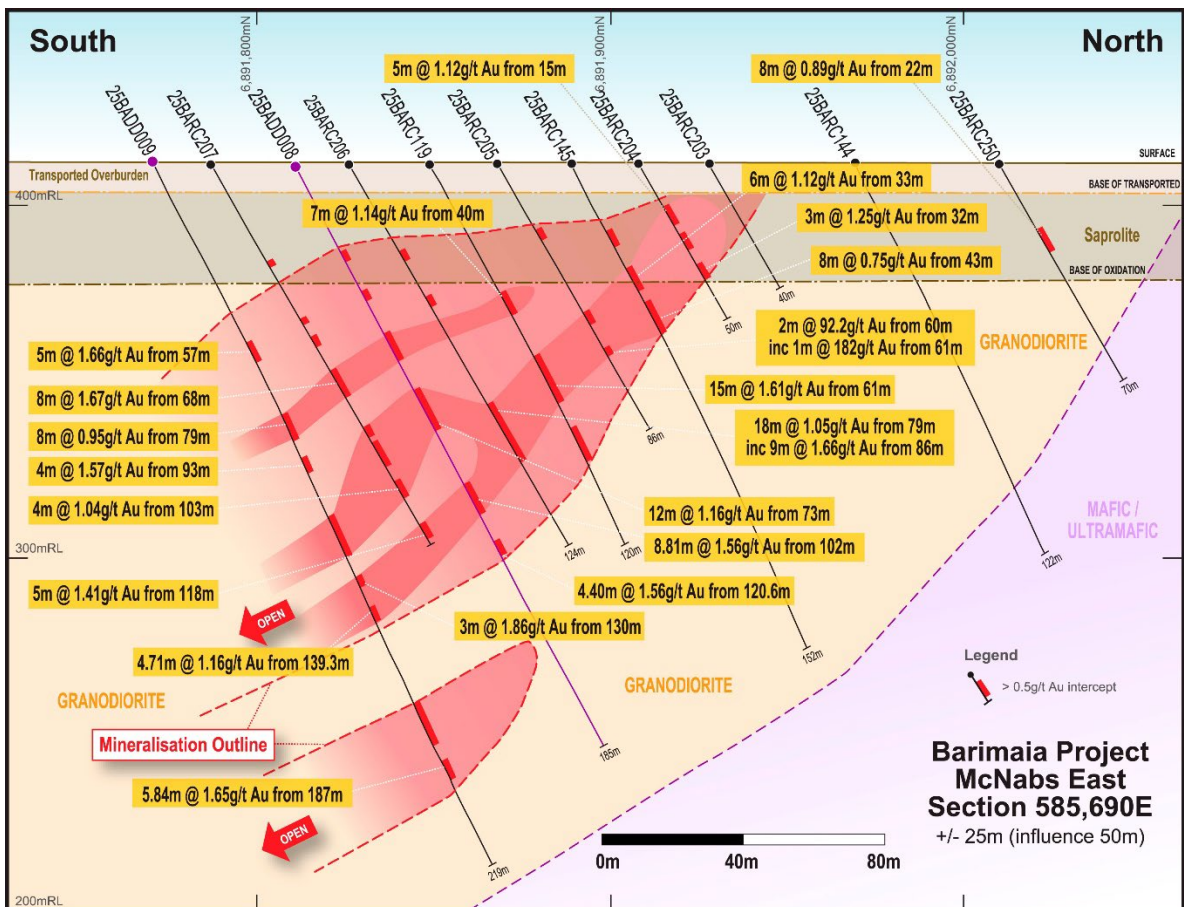 South
North
6,891,800mN
6,891,900mN
6,892,000mN
5m @ 1.12g/t Au from 15m
8m @ 0.89g/t Au from 22m
25BADD009
25BARC207
25BADD008
25BARC206
25BARC119
25BARC205
25BARC145
25BARC204
25BARC203
25BARC144
25BARC250
SURFACE
Transported Overburden
BASE OF TRANSPORTED
400mRL
6m @ 1.12g/t Au from 33m
7m @ 1.14g/t Au from 40m
3m @ 1.25g/t Au from 32m
Saprolite
8m @ 0.75g/t Au from 43m
BASE OF OXIDATION
40m
50m
2m @ 92.2g/t Au from 60m
inc 1m @ 182g/t Au from 61m
GRANODIORITE
5m @ 1.66g/t Au from 57m
8m @ 1.67g/t Au from 68m
15m @ 1.61g/t Au from 61m
70m
8m @ 0.95g/t Au from 79m
18m @ 1.05g/t Au from 79m
inc 9m @ 1.66g/t Au from 86m
86m
4m @ 1.57g/t Au from 93m
4m @ 1.04g/t Au from 103m
12m @ 1.16g/t Au from 73m
MAFIC /
ULTRAMAFIC
8.81m @ 1.56g/t Au from 102m
300mRL
124m
120m
122m
5m @ 1.41g/t Au from 118m
4.40m @ 1.56g/t Au from 120.6m
OPEN
3m @ 1.86g/t Au from 130m
4.71m @ 1.16g/t Au from 139.3m
152m
Legend
> 0.5g/t Au intercept
GRANODIORITE
GRANODIORITE
Mineralisation Outline
185m
5.84m @ 1.65g/t Au from 187m
Barimaia Project
McNabs East
Section 585,690E
+/- 25m (influence 50m)
OPEN
0m
40m
80m
219m
200mRL